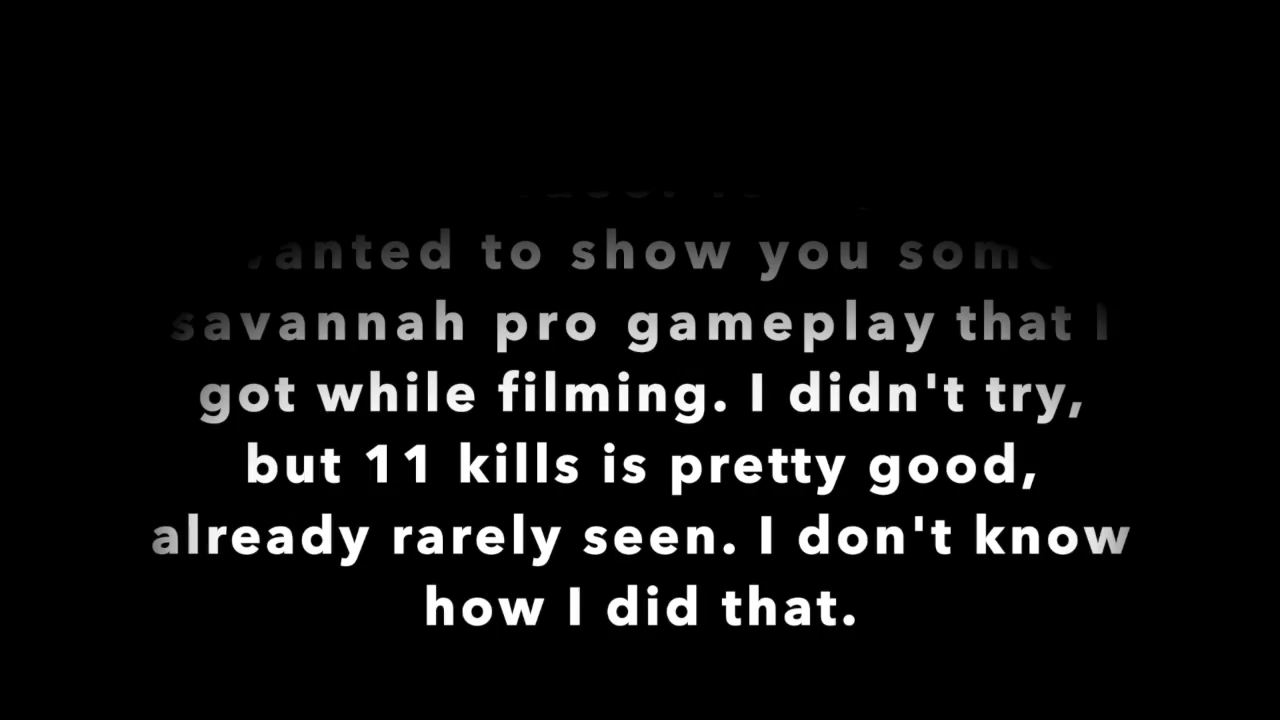 wanted to show you some
savannah pro gameplay that I
got while filming. I didn't try,
but 11 kills is pretty good,
already rarely seen. I don't know
how I did that.